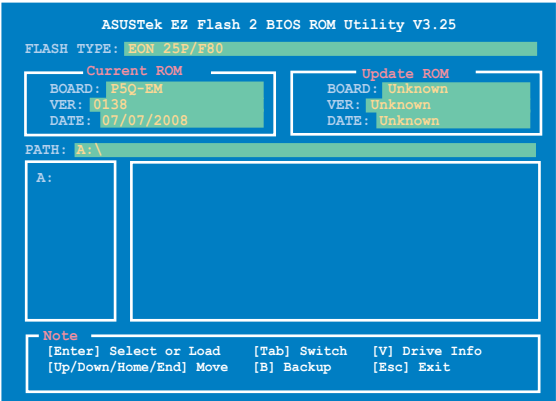 ASUSTek EZ Flash 2 BIOS ROM Utility V3.25
FLASH TYPE: EON 25P/F80
Current ROM
BOARD: P5Q-EM
VER: 0138
DATE: 07/07/2008
Update ROM
BOARD: Unknown
VER: Unknown
DATE: Unknown
PATH: A:\
A:
Note
[Enter] Select or Load [Tab] Switch [V] Drive Info
[Up/Down/Home/End] Move [B] Backup [Esc] Exit